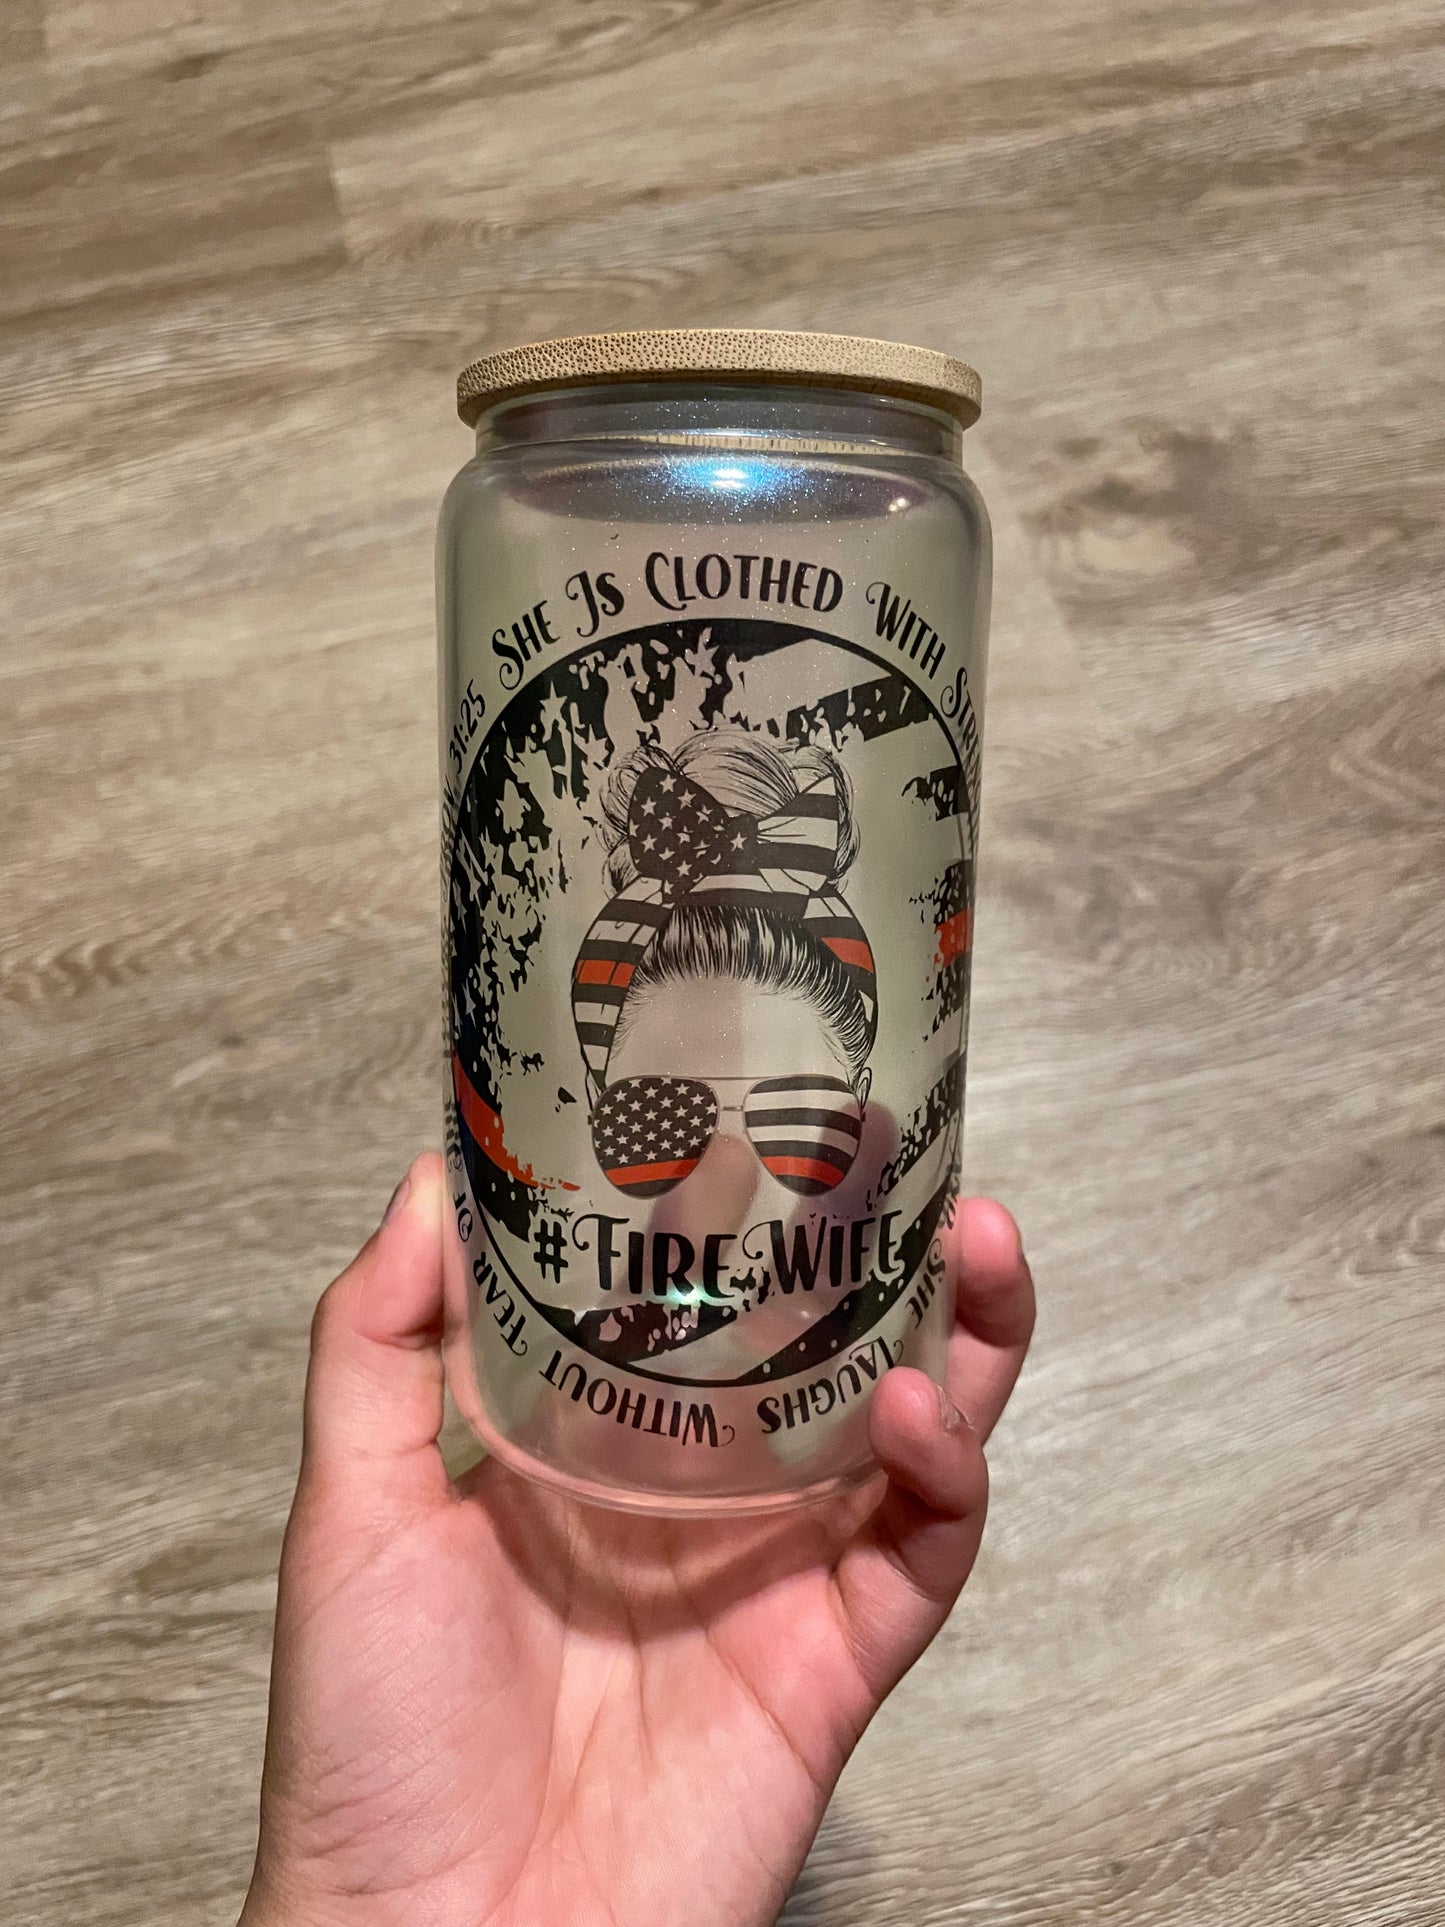 She Is Clothed With
She Laughs Without Fear Of
31:25
#FireWife